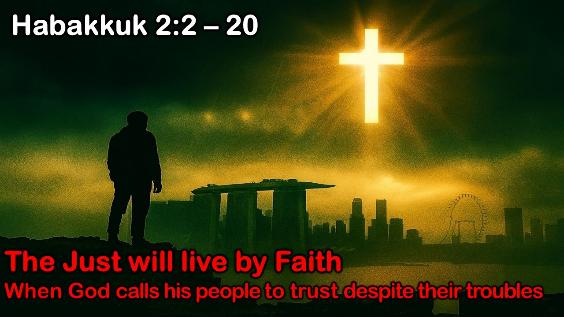 Habakkuk 2:2 – 20
The Just will live by Faith
When God calls his people to trust despite their troubles